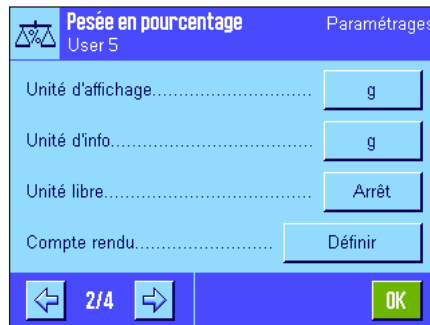 Pesée en pourcentage Paramétrages
User 5
Unité d'affichage............................... g
Unité d'info....................................... g
Unité libre........................................ Arrêt
Compte rendu.......................... Définir
2/4 OK